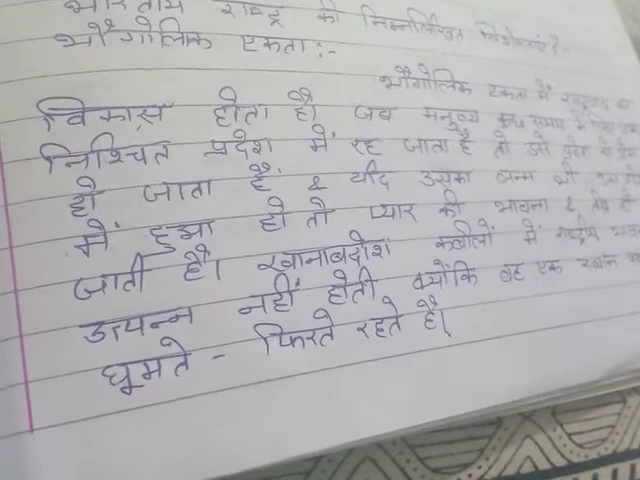 भारतीय राष्ट्र की निम्नलिखित विशेषताएं है-
भौगोलिक एकता:-
भौगोलिक एकता में राष्ट्रवाद का
विकास होता है। जब मनुष्य कुछ समय के लिए
निश्चित प्रदेश में रह जाता है तो उसे
हो जाता है। & यदि उसका जन्म भी
में हुआ हो तो प्यार की भावना &
जाती है। खानाबदोश कबीलों में राष्ट्रीय
उत्पन्न नहीं होती क्योंकि वह एक स्थान
घूमते - फिरते रहते है।